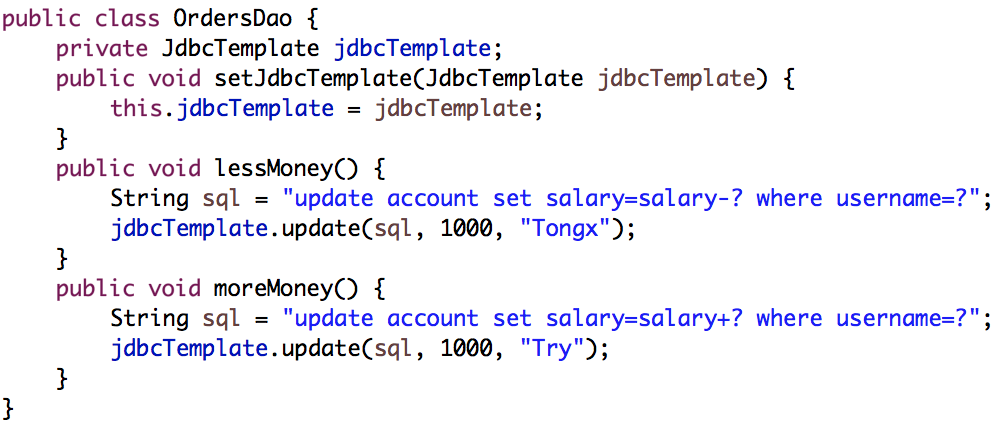 public class OrdersDao {
    private JdbcTemplate jdbcTemplate;
    public void setJdbcTemplate(JdbcTemplate jdbcTemplate) {
        this.jdbcTemplate = jdbcTemplate;
    }
    public void lessMoney() {
        String sql = "update account set salary=salary-? where username=?";
        jdbcTemplate.update(sql, 1000, "Tongx");
    }
    public void moreMoney() {
        String sql = "update account set salary=salary+? where username=?";
        jdbcTemplate.update(sql, 1000, "Try");
    }
}